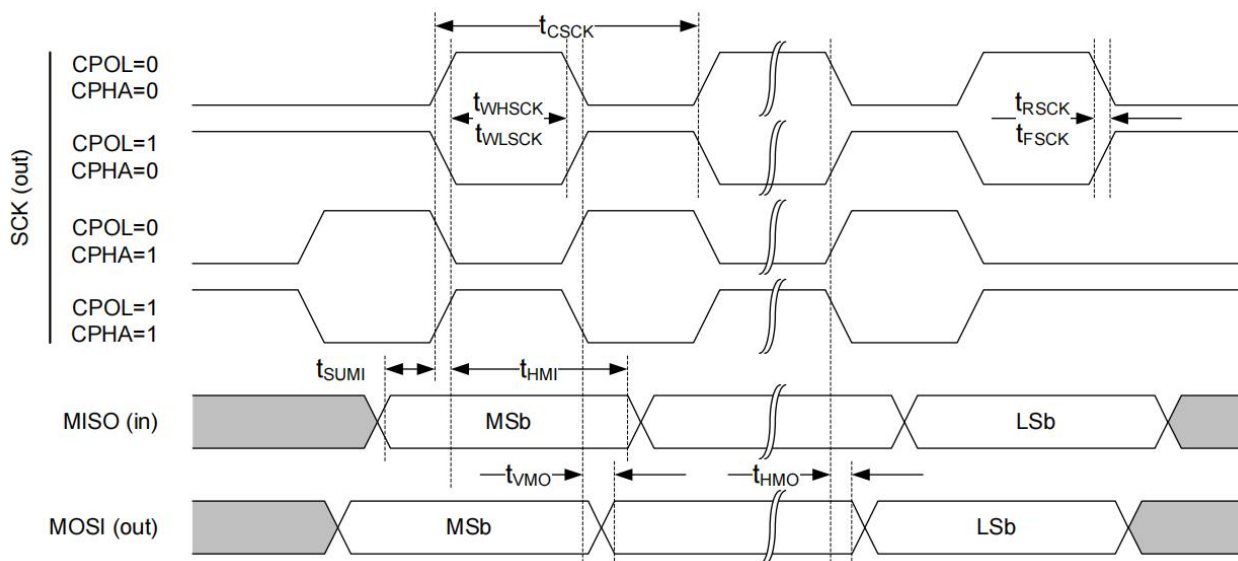 tCSCK
SCK (out)
CPOL=0
CPHA=0
tWHSCK
tWLSCK
tRSCK
tFSCK
CPOL=1
CPHA=0
CPOL=0
CPHA=1
CPOL=1
CPHA=1
tSUMI
tHMI
MISO (in)
MSb
LSb
tVMO
tHMO
MOSI (out)
MSb
LSb